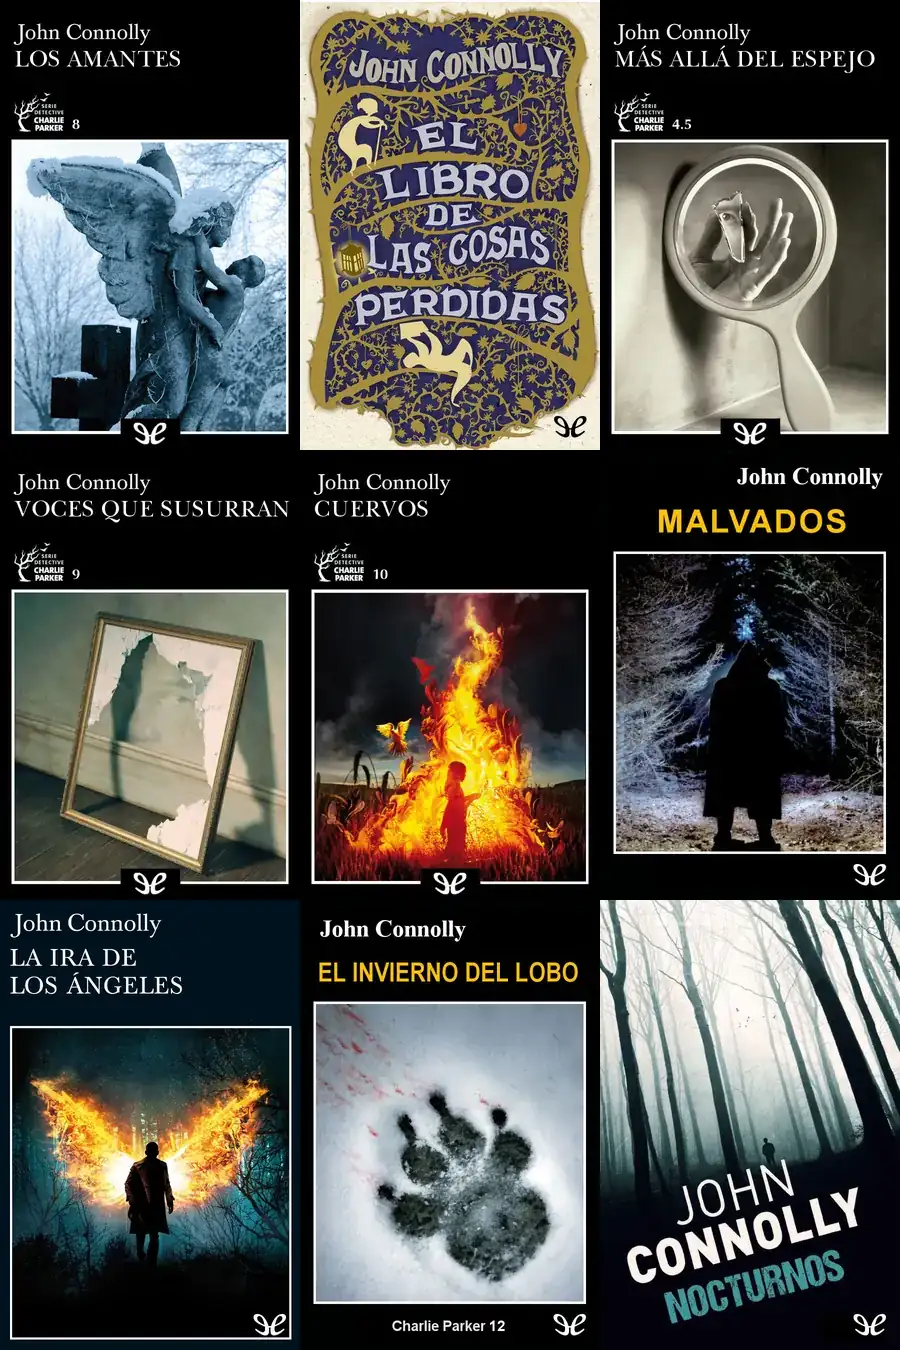 John Connolly
LOS AMANTES
SERIE
DETECTIVE
CHARLIE
PARKER 8
JOHN CONNOLLY
EL
LIBRO
DE
LAS COSAS
PERDIDAS
John Connolly
MÁS ALLÁ DEL ESPEJO
SERIE
DETECTIVE
CHARLIE
PARKER 4.5
John Connolly
VOCES QUE SUSURRAN
SERIE
DETECTIVE
CHARLIE
PARKER 9
John Connolly
CUERVOS
SERIE
DETECTIVE
CHARLIE
PARKER 10
John Connolly
MALVADOS
John Connolly
LA IRA DE
LOS ÁNGELES
John Connolly
EL INVIERNO DEL LOBO
Charlie Parker 12
JOHN
CONNOLLY
NOCTURNOS